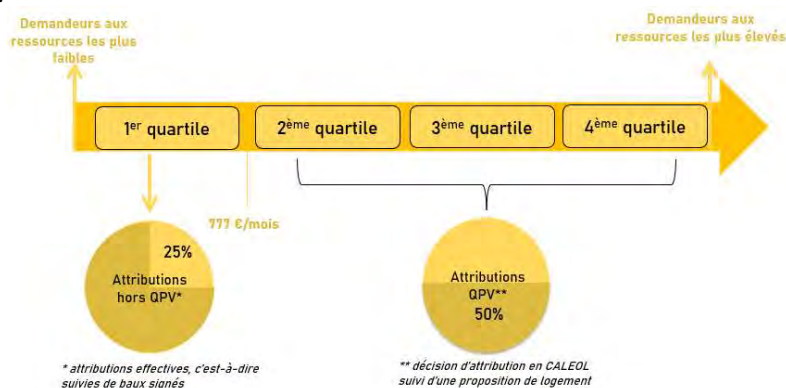 Demandeurs aux
ressources les plus
faibles
Demandeurs aux
ressources les plus élevés
1er quartile
2ème quartile
3ème quartile
4ème quartile
777 €/mois
25%
Attributions
hors QPV*
Attributions
QPV**
50%
* attributions effectives, c'est-à-dire
suivies de baux signés
** décision d'attribution en CALEOL
suivi d'une proposition de logement